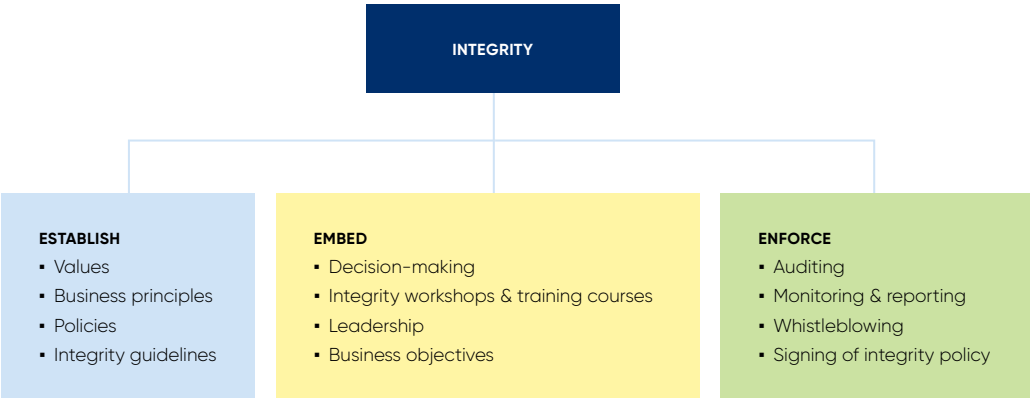 INTEGRITY
ESTABLISH
▪ Values
▪ Business principles
▪ Policies
▪ Integrity guidelines
EMBED
▪ Decision-making
▪ Integrity workshops & training courses
▪ Leadership
▪ Business objectives
ENFORCE
▪ Auditing
▪ Monitoring & reporting
▪ Whistleblowing
▪ Signing of integrity policy